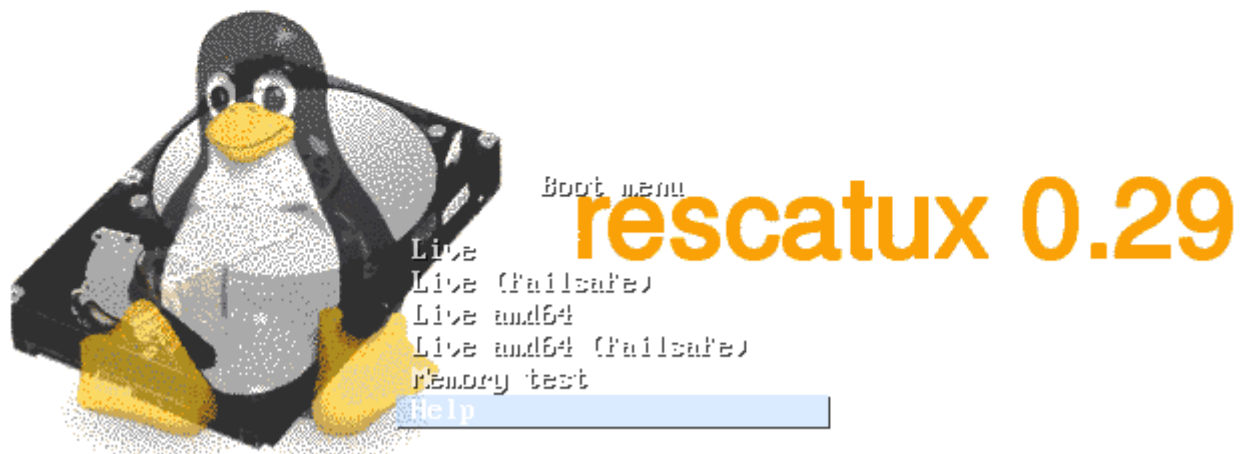 Boot menu
rescatux 0.29
Live
Live (failsafe)
Live amd64
Live amd64 (failsafe)
Memory test
Help